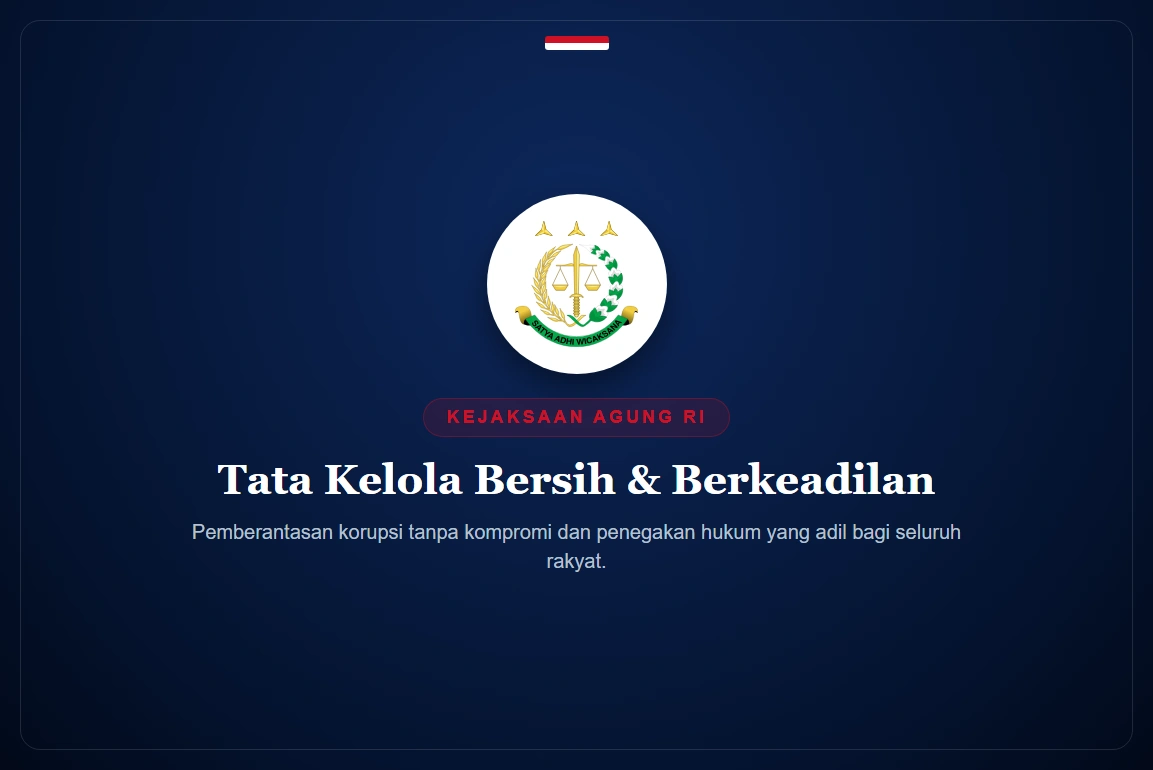 SATYA ADHI WICAKSANA
KEJAKSAAN AGUNG RI
Tata Kelola Bersih & Berkeadilan
Pemberantasan korupsi tanpa kompromi dan penegakan hukum yang adil bagi seluruh
rakyat.